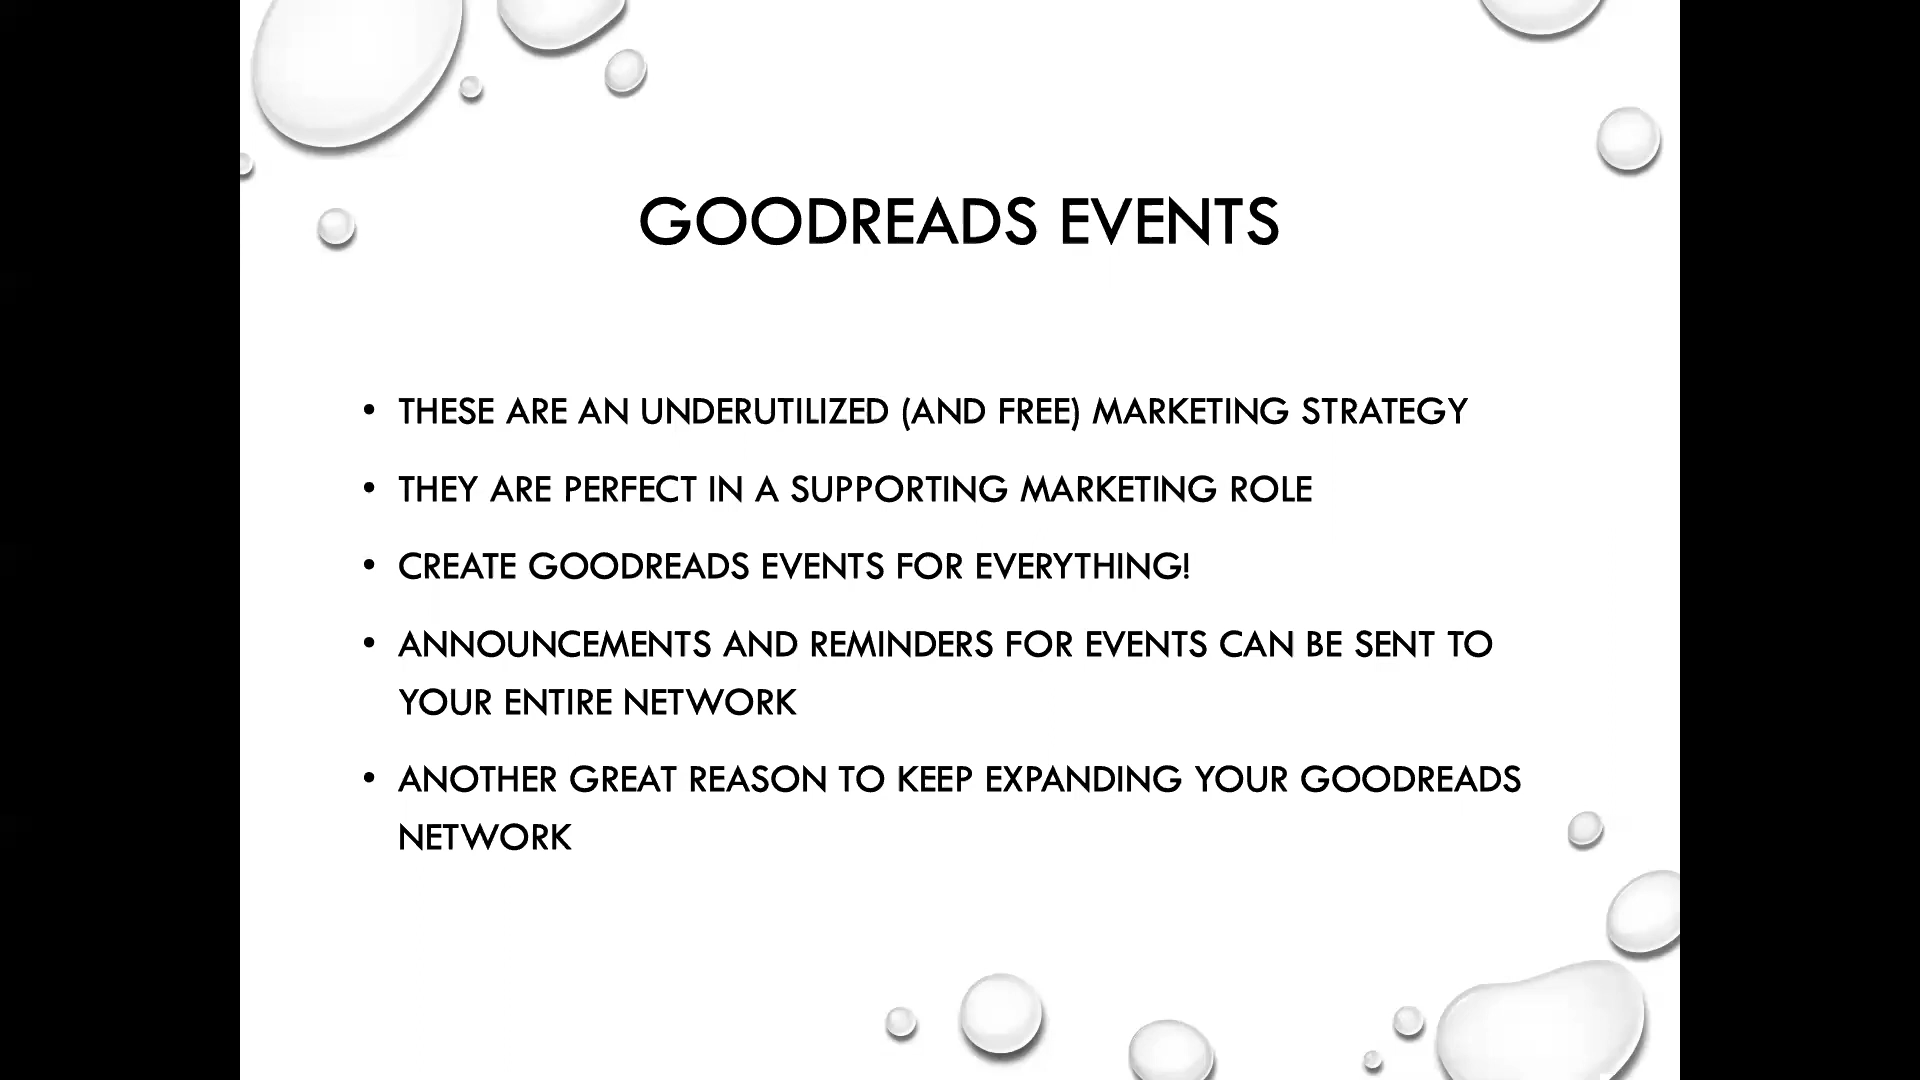 GOODREADS EVENTS
• THESE ARE AN UNDERUTILIZED (AND FREE) MARKETING STRATEGY
• THEY ARE PERFECT IN A SUPPORTING MARKETING ROLE
• CREATE GOODREADS EVENTS FOR EVERYTHING!
• ANNOUNCEMENTS AND REMINDERS FOR EVENTS CAN BE SENT TO
YOUR ENTIRE NETWORK
• ANOTHER GREAT REASON TO KEEP EXPANDING YOUR GOODREADS
NETWORK